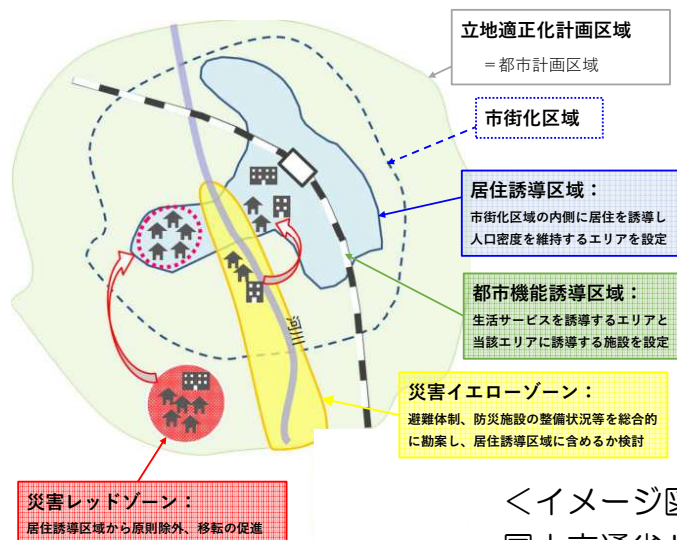 立地適正化計画区域
＝都市計画区域
市街化区域
居住誘導区域：
市街化区域の内側に居住を誘導し
人口密度を維持するエリアを設定
都市機能誘導区域：
生活サービスを誘導するエリアと
当該エリアに誘導する施設を設定
河川
災害イエローゾーン：
避難体制、防災施設の整備状況等を総合的
に勘案し、居住誘導区域に含めるか検討
災害レッドゾーン：
居住誘導区域から原則除外、移転の促進
＜イメージ図